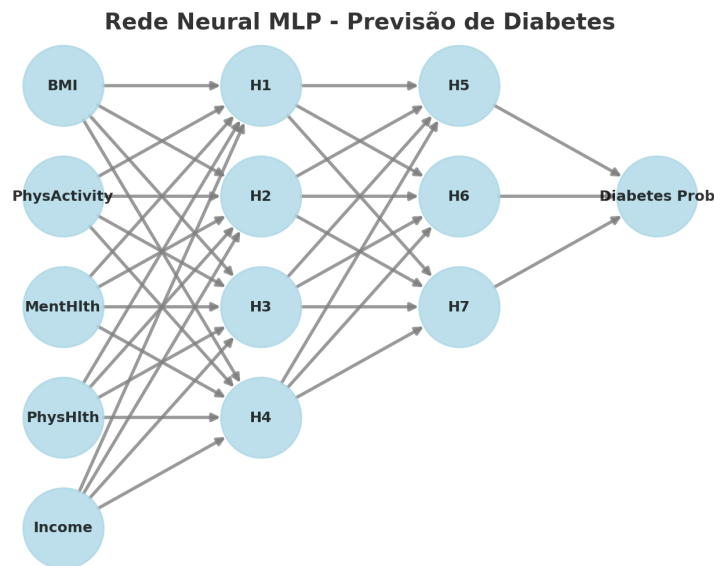 Rede Neural MLP - Previsão de Diabetes
BMI
H1
H5
PhysActivity
H2
H6
Diabetes Prob
MentHlth
H3
H7
PhysHlth
H4
Income